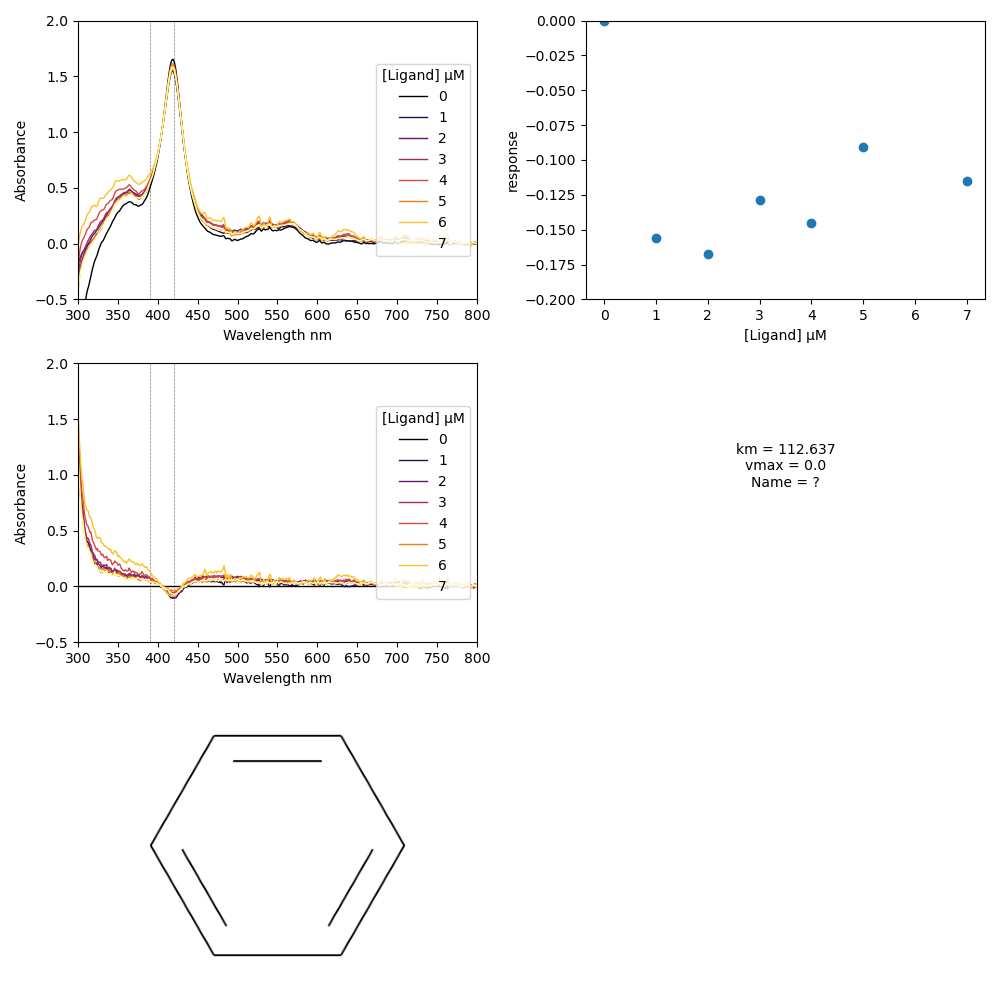 2.0
1.5
1.0
0.5
0.0
−0.5
300 350 400 450 500 550 600 650 700 750 800
Wavelength nm
Absorbance
[Ligand] µM
0
1
2
3
4
5
6
7
0.000
−0.025
−0.050
−0.075
−0.100
−0.125
−0.150
−0.175
−0.200
0 1 2 3 4 5 6 7
[Ligand] µM
response
2.0
1.5
1.0
0.5
0.0
−0.5
300 350 400 450 500 550 600 650 700 750 800
Wavelength nm
Absorbance
[Ligand] µM
0
1
2
3
4
5
6
7
km = 112.637
vmax = 0.0
Name = ?